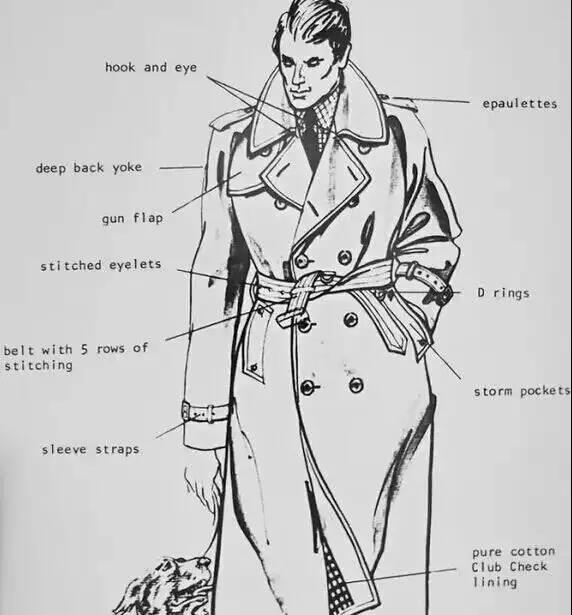 hook and eye
epaulettes
deep back yoke
gun flap
stitched eyelets
D rings
belt with 5 rows of
stitching
storm pockets
sleeve straps
pure cotton
Club Check
lining